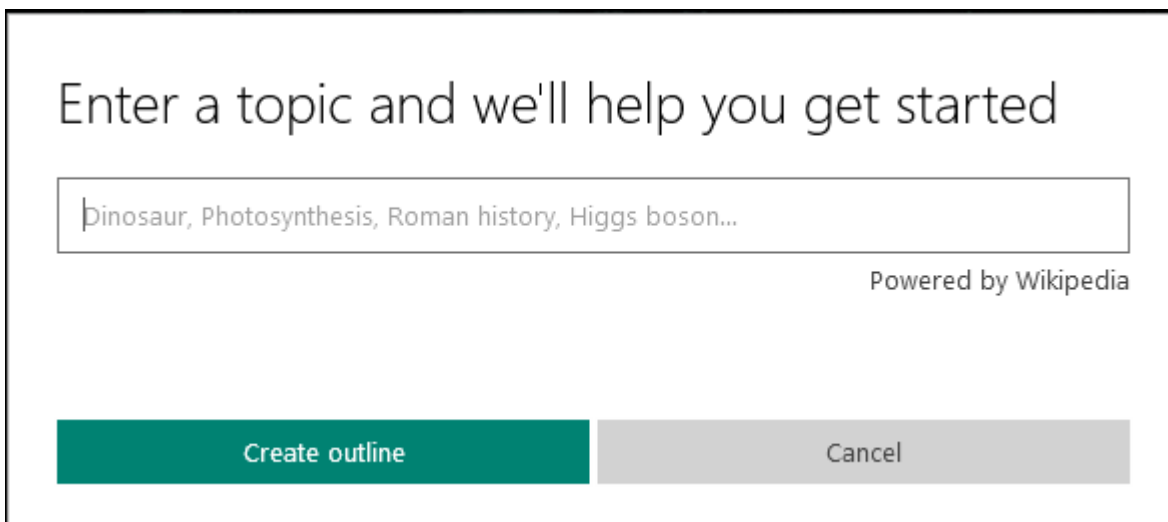 Enter a topic and we'll help you get started
Dinosaur, Photosynthesis, Roman history, Higgs boson...
Powered by Wikipedia
Create outline
Cancel